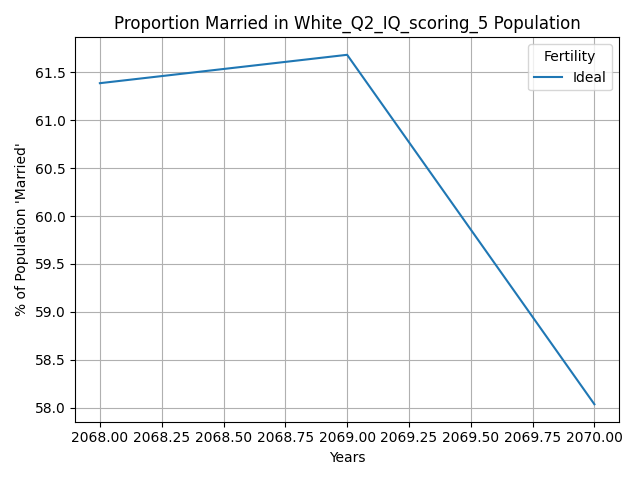 Proportion Married in White_Q2_IQ_scoring_5 Population
Fertility
Ideal
% of Population 'Married'
61.5
61.0
60.5
60.0
59.5
59.0
58.5
58.0
2068.00 2068.25 2068.50 2068.75 2069.00 2069.25 2069.50 2069.75 2070.00
Years